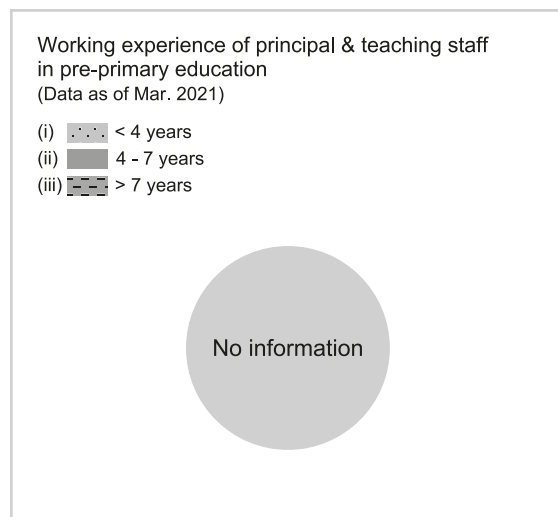 Working experience of principal & teaching staff
in pre-primary education
(Data as of Mar. 2021)
(i) < 4 years
(ii) 4 - 7 years
(iii) > 7 years
No information